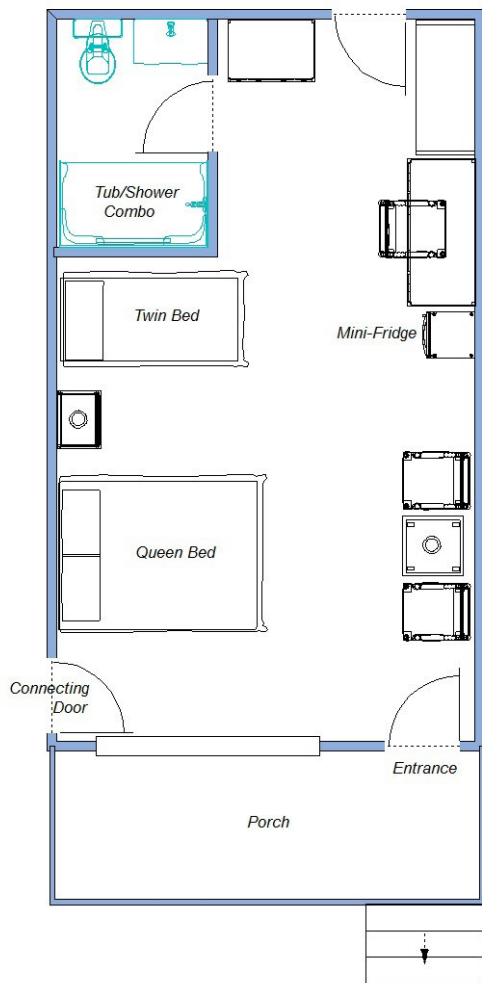 Tub/Shower
Combo
Twin Bed
Mini-Fridge
Queen Bed
Connecting
Door
Entrance
Porch